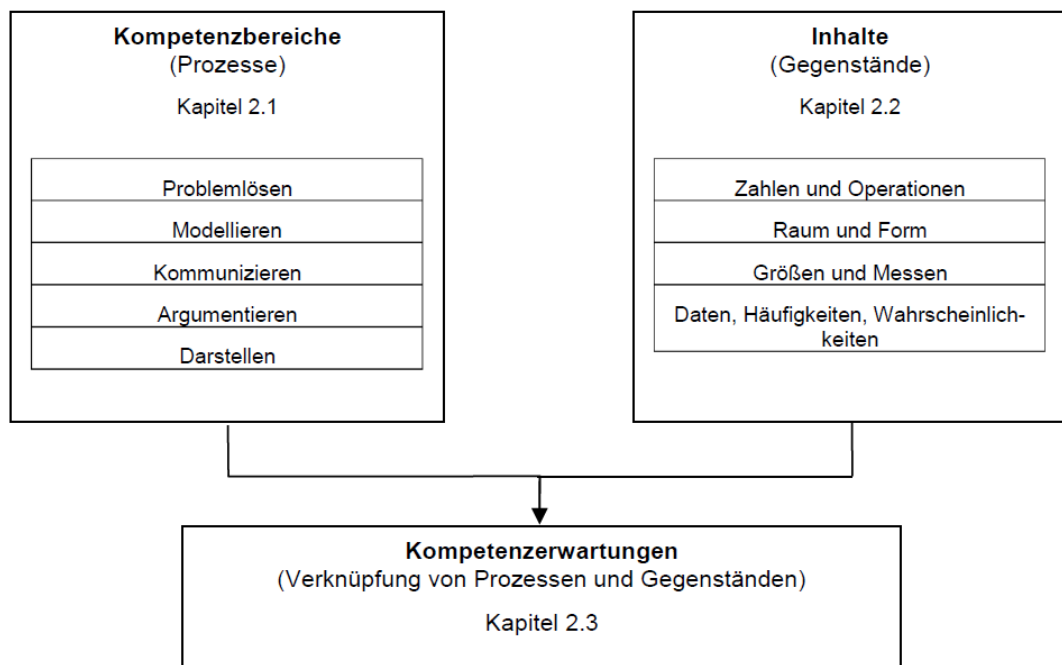 Kompetenzbereiche
(Prozesse)
Kapitel 2.1
Problemlösen
Modellieren
Kommunizieren
Argumentieren
Darstellen
Inhalte
(Gegenstände)
Kapitel 2.2
Zahlen und Operationen
Raum und Form
Größen und Messen
Daten, Häufigkeiten, Wahrscheinlich-
keiten
Kompetenzerwartungen
(Verknüpfung von Prozessen und Gegenständen)
Kapitel 2.3